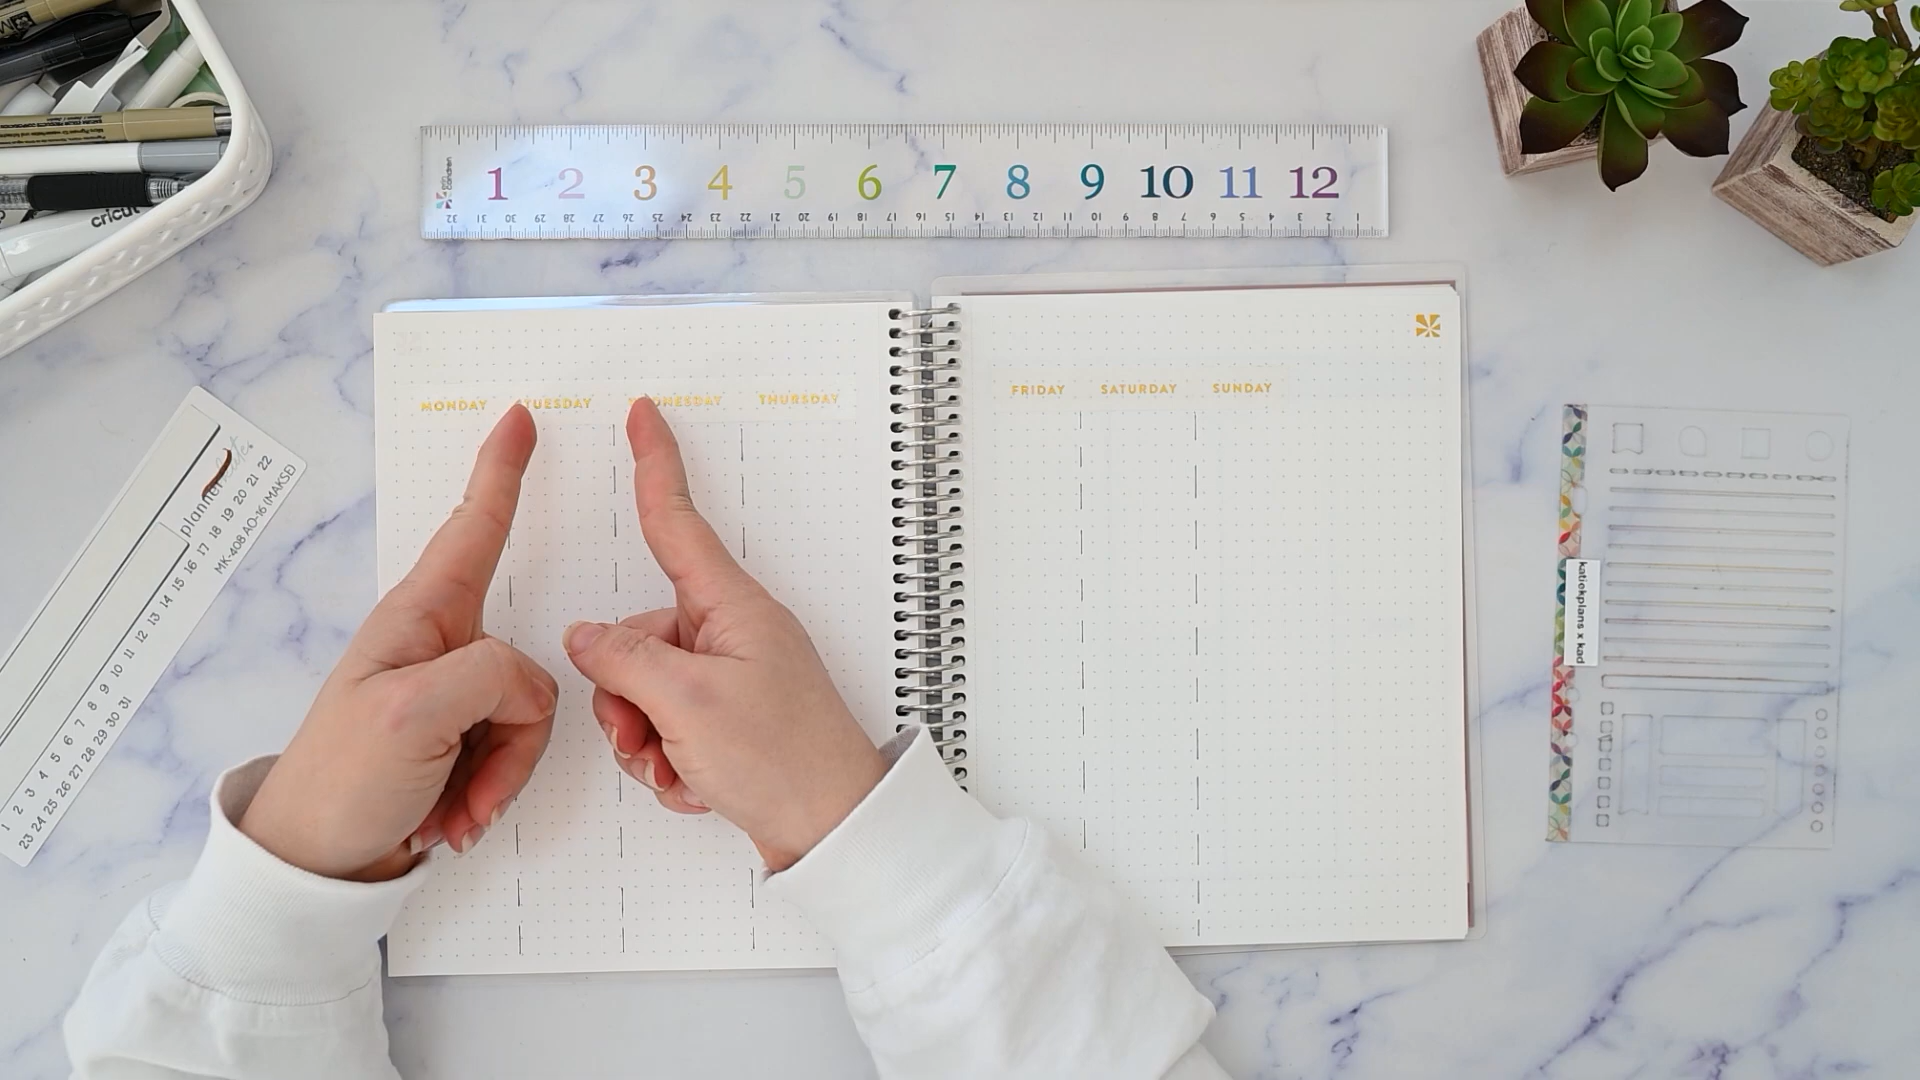 cricut
erin condren
1 2 3 4 5 6 7 8 9 10 11 12
32 31 30 29 28 27 26 25 24 23 22 21 20 19 18 17 16 15 14 13 12 11 10 9 8 7 6 5 4 3 2 1
MONDAY TUESDAY WEDNESDAY THURSDAY
FRIDAY SATURDAY SUNDAY
planner
1 2 3 4 5 6 7 8 9 10 11 12 13 14 15 16 17 18 19 20 21 22
23 24 25 26 27 28 29 30 31
MK-408 AO-16 (MAKSE)
katiekplans x kad